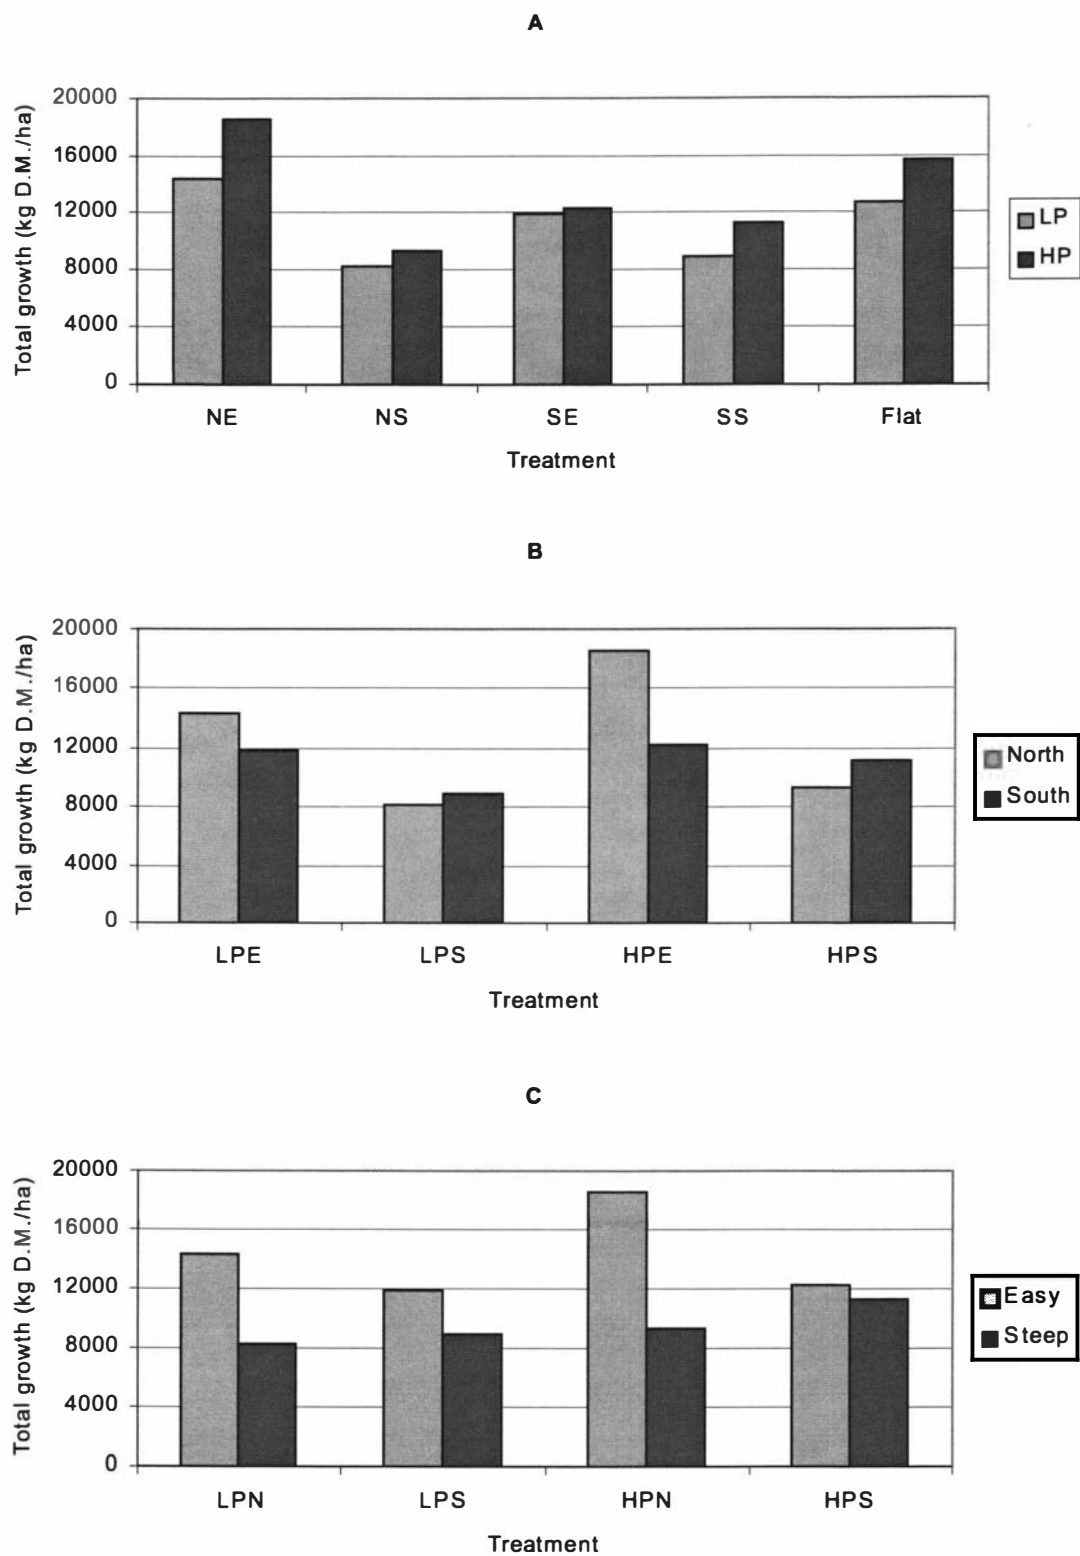 A
Total growth (kg D.M./ha)
20000
16000
12000
8000
4000
0
NE NS SE SS Flat
Treatment
LP
HP
B
Total growth (kg D.M./ha)
20000
16000
12000
8000
4000
0
LPE LPS HPE HPS
Treatment
North
South
C
Total growth (kg D.M./ha)
20000
16000
12000
8000
4000
0
LPN LPS HPN HPS
Treatment
Easy
Steep